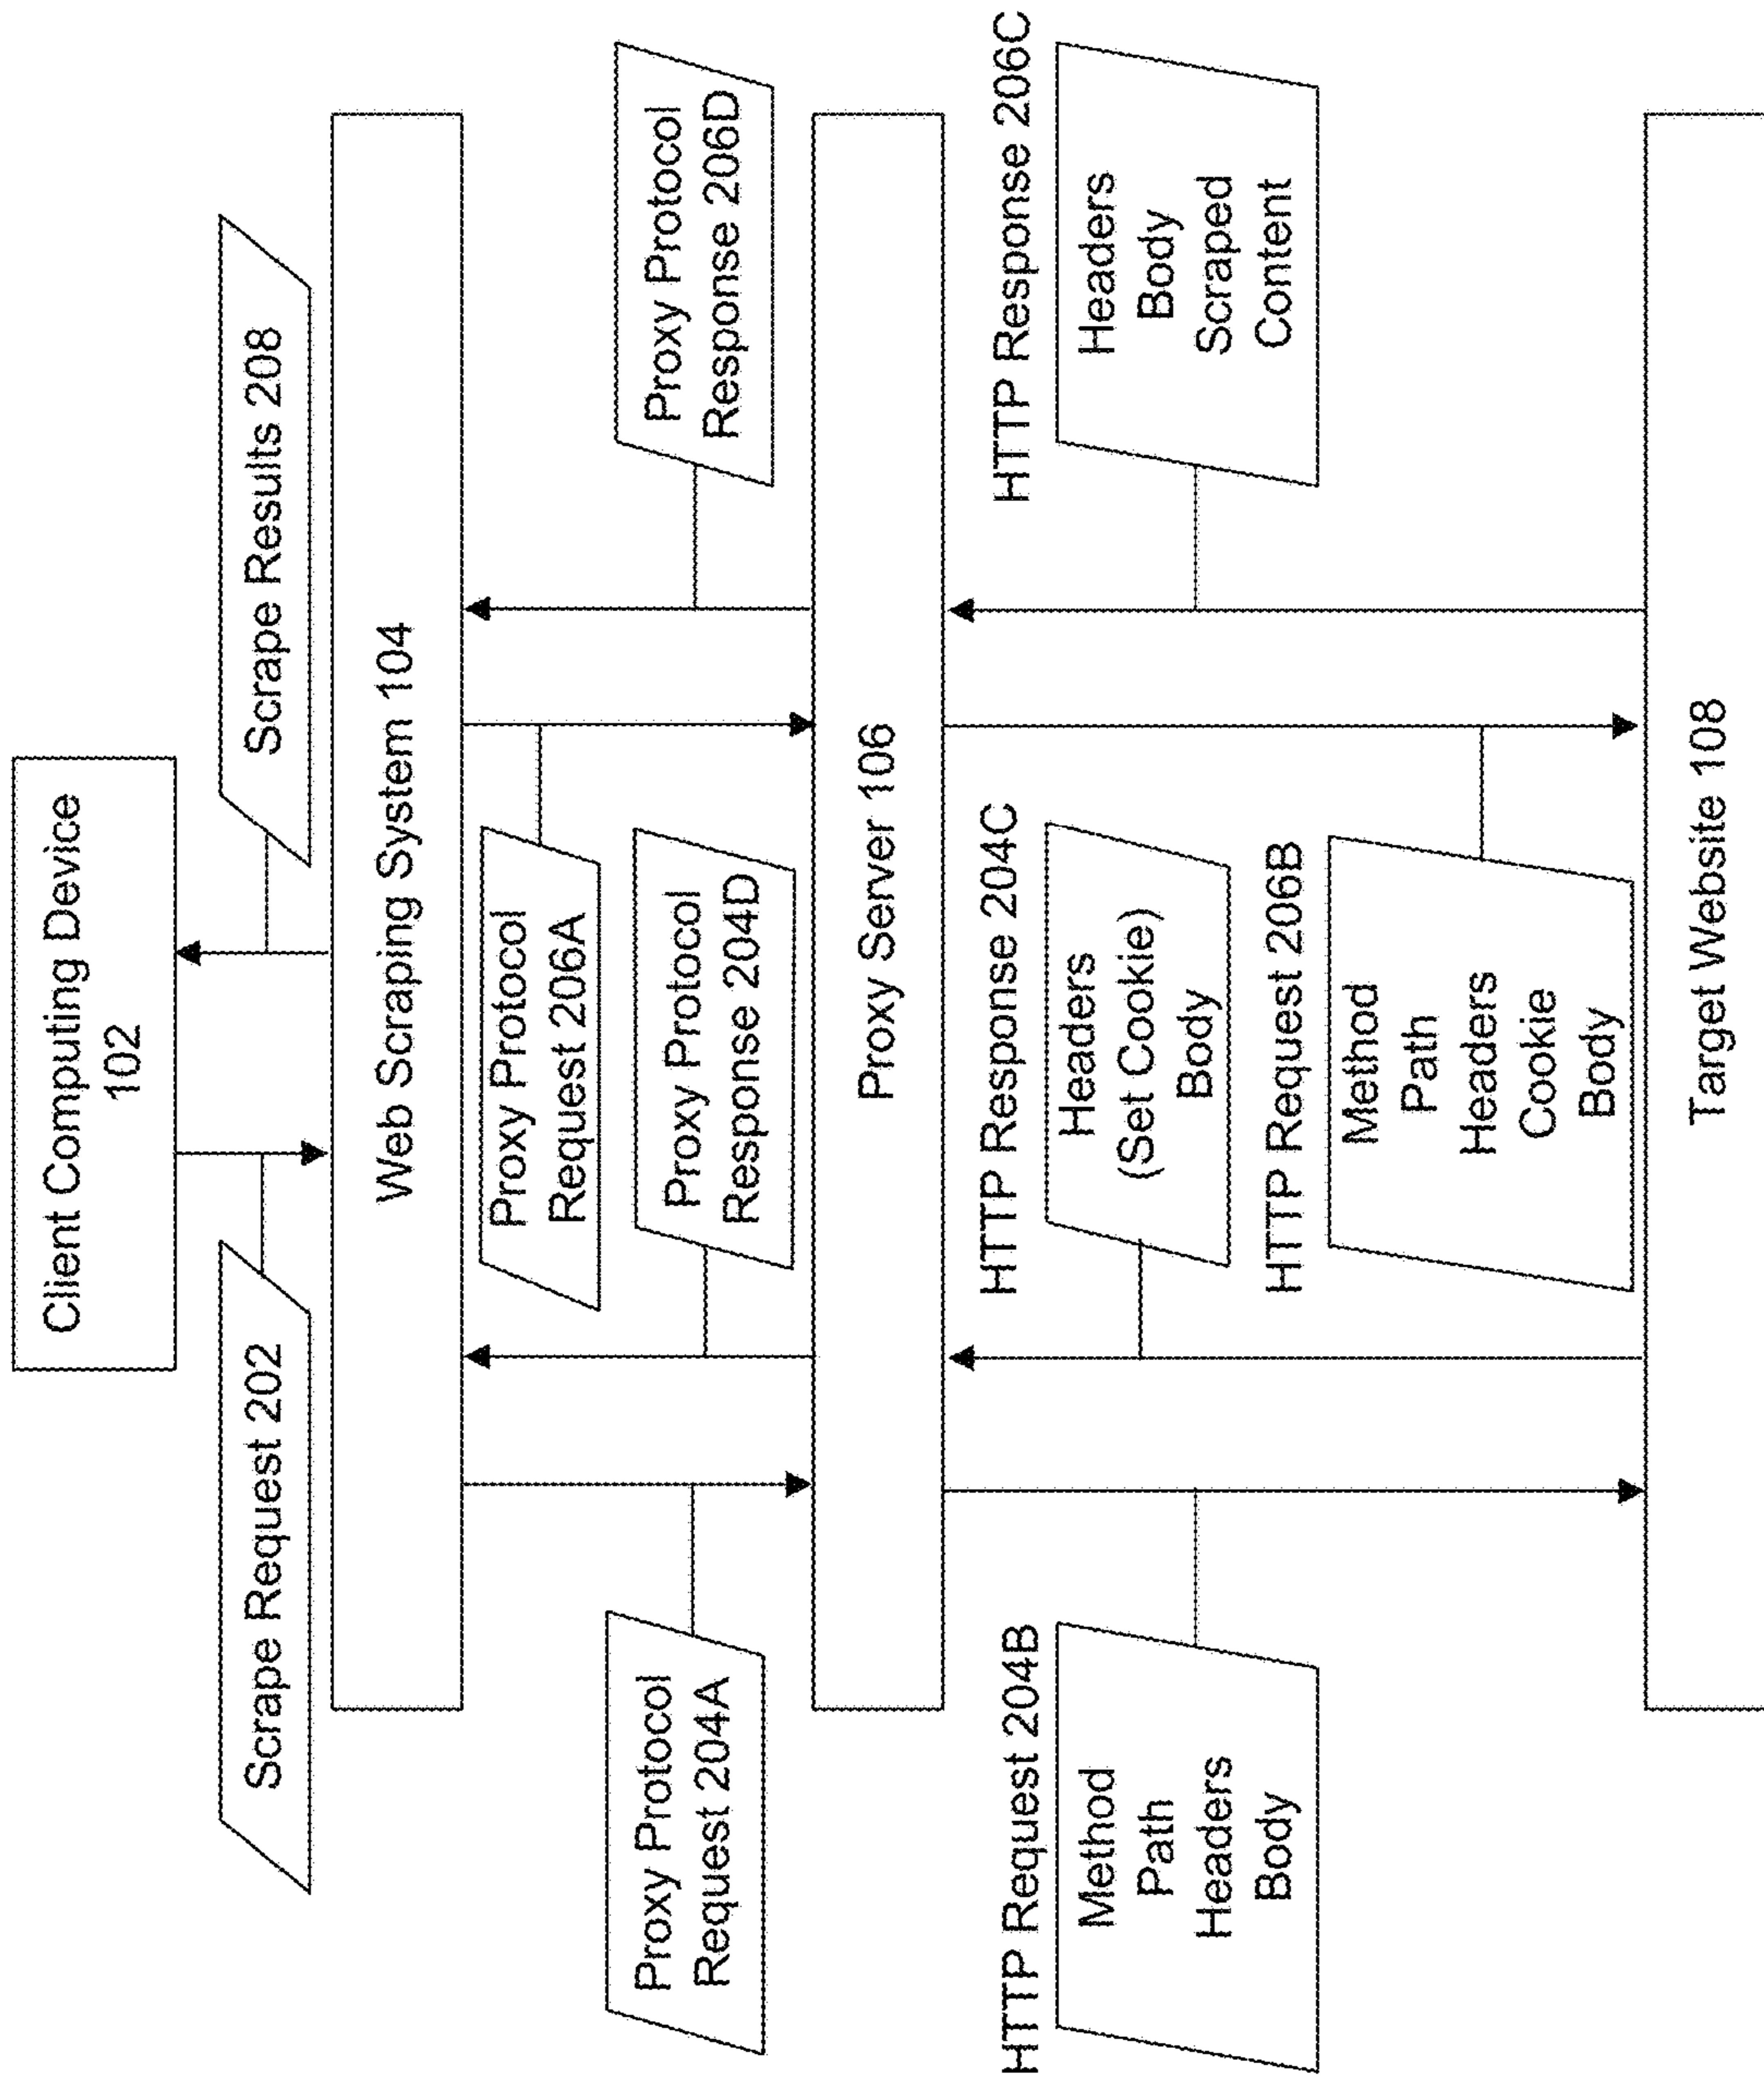 Client Computing Device
102
Scrape Request 202
Scrape Results 208
Web Scraping System 104
Proxy Protocol
Request 204A
Proxy Protocol
Request 206A
Proxy Protocol
Response 204D
Proxy Protocol
Response 206D
Proxy Server 106
HTTP Request 204B
Method
Path
Headers
Body
HTTP Response 204C
Headers
(Set Cookie)
Body
HTTP Request 206B
Method
Path
Headers
Cookie
Body
HTTP Response 206C
Headers
Body
Scraped
Content
Target Website 108